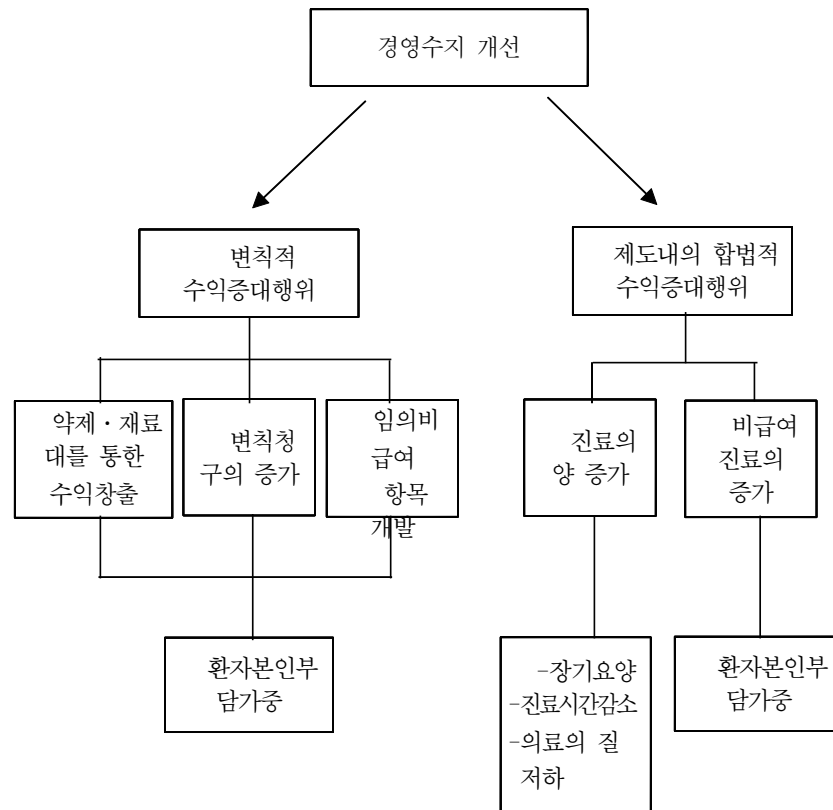 경영수지 개선
변칙적
수익증대행위
제도내의 합법적
수익증대행위
약제·재료
대를 통한
수익창출
변칙청
구의 증가
임의비
급여
항목
개발
진료의
양 증가
비급여
진료의
증가
환자본인부
담가중
-장기요양
-진료시간감소
-의료의 질
저하
환자본인부
담가중